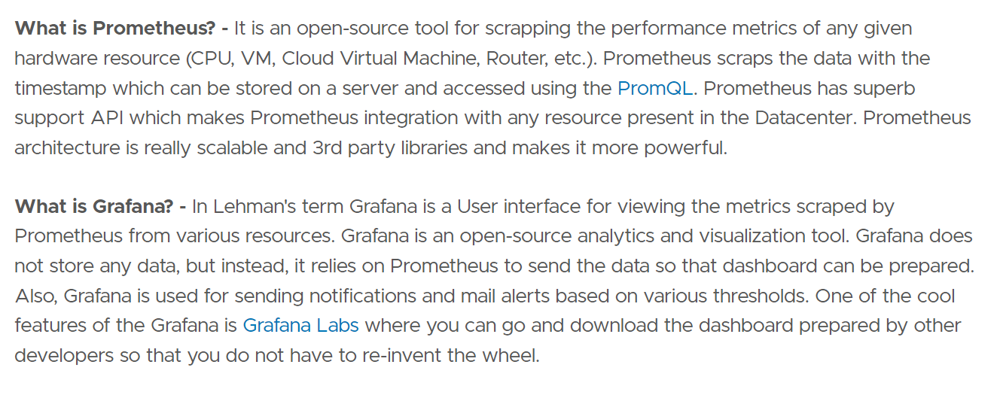 What is Prometheus? - It is an open-source tool for scrapping the performance metrics of any given
hardware resource (CPU, VM, Cloud Virtual Machine, Router, etc.). Prometheus scraps the data with the
timestamp which can be stored on a server and accessed using the PromQL. Prometheus has superb
support API which makes Prometheus integration with any resource present in the Datacenter. Prometheus
architecture is really scalable and 3rd party libraries and makes it more powerful.
What is Grafana? - In Lehman's term Grafana is a User interface for viewing the metrics scraped by
Prometheus from various resources. Grafana is an open-source analytics and visualization tool. Grafana does
not store any data, but instead, it relies on Prometheus to send the data so that dashboard can be prepared.
Also, Grafana is used for sending notifications and mail alerts based on various thresholds. One of the cool
features of the Grafana is Grafana Labs where you can go and download the dashboard prepared by other
developers so that you do not have to re-invent the wheel.